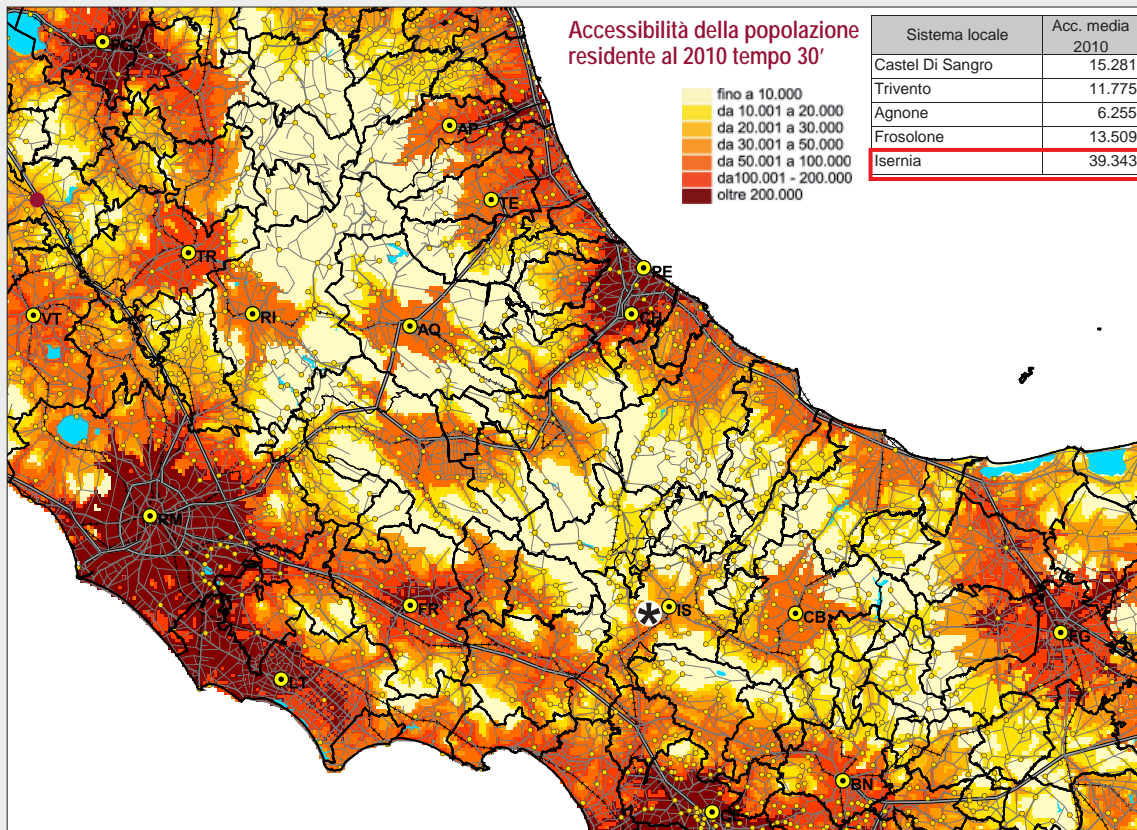 Accessibilità della popolazione
residente al 2010 tempo 30′
fino a 10.000
da 10.001 a 20.000
da 20.001 a 30.000
da 30.001 a 50.000
da 50.001 a 100.000
da100.001 - 200.000
oltre 200.000
Sistema locale Acc. media 2010
Castel Di Sangro 15.281
Trivento 11.775
Agnone 6.255
Frosolone 13.509
Isernia 39.343
PG
AP
TE
TR
PE
VT
RI
AQ
CH
RM
FR
*
IS
CB
FG
LT
BN
CE